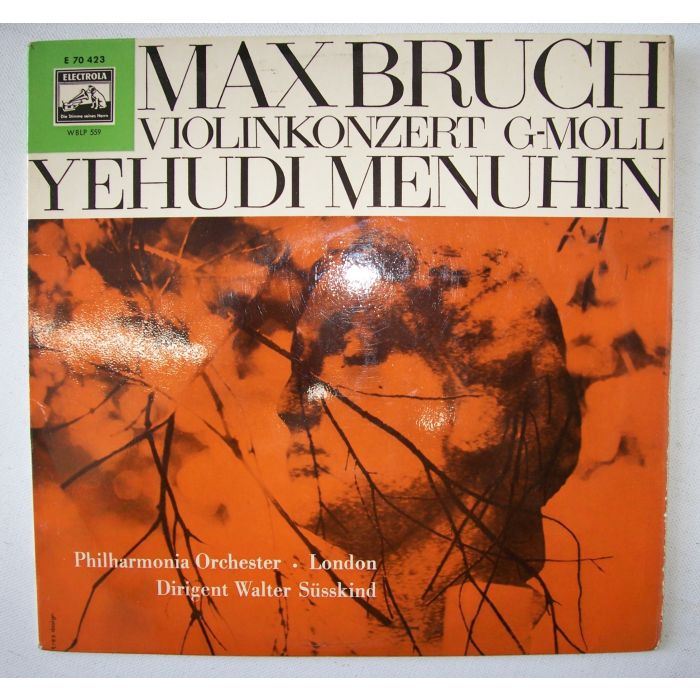 E 70 423
ELECTROLA
Die Stimme seines Herrn
WBLP 559
MAX BRUCH
VIOLINKONZERT G-MOLL
YEHUDI MENUHIN
Philharmonia Orchester · London
Dirigent Walter Süsskind